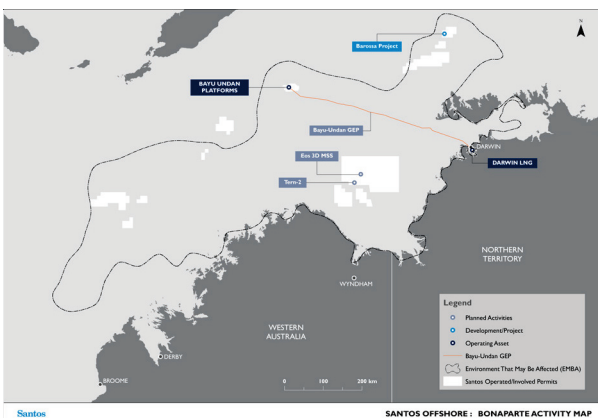 N
Barossa Project
BAYU UNDAN
PLATFORMS
Bayu-Undan GEP
DARWIN
DARWIN LNG
Eos 3D MSS
Tern-2
NORTHERN
TERRITORY
WYNDHAM
WESTERN
AUSTRALIA
DERBY
BROOME
0 100 200 km
Legend
Planned Activities
Development/Project
Operating Asset
Bayu-Undan GEP
Environment That May Be Affected (EMBA)
Santos Operated/Involved Permits
Santos
SANTOS OFFSHORE : BONAPARTE ACTIVITY MAP